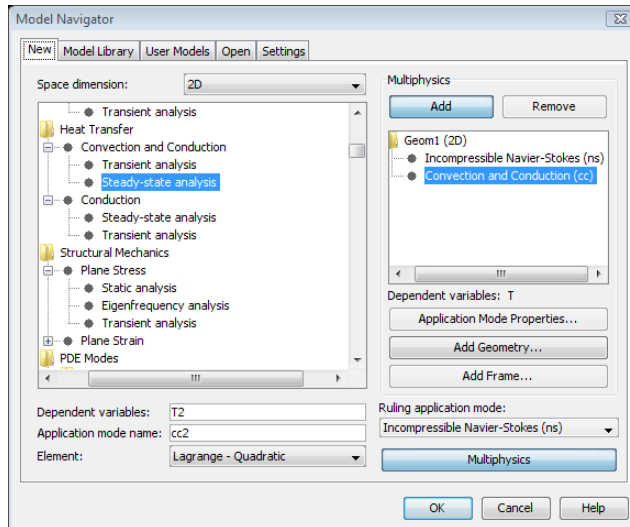 Model Navigator
New Model Library User Models Open Settings
Space dimension: 2D
Transient analysis
Heat Transfer
Convection and Conduction
Transient analysis
Steady-state analysis
Conduction
Steady-state analysis
Transient analysis
Structural Mechanics
Plane Stress
Static analysis
Eigenfrequency analysis
Transient analysis
Plane Strain
PDE Modes
Dependent variables: T2
Application mode name: cc2
Element: Lagrange - Quadratic
Multiphysics
Add Remove
Geom1 (2D)
Incompressible Navier-Stokes (ns)
Convection and Conduction (cc)
Dependent variables: T
Application Mode Properties...
Add Geometry...
Add Frame...
Ruling application mode:
Incompressible Navier-Stokes (ns)
Multiphysics
OK Cancel Help